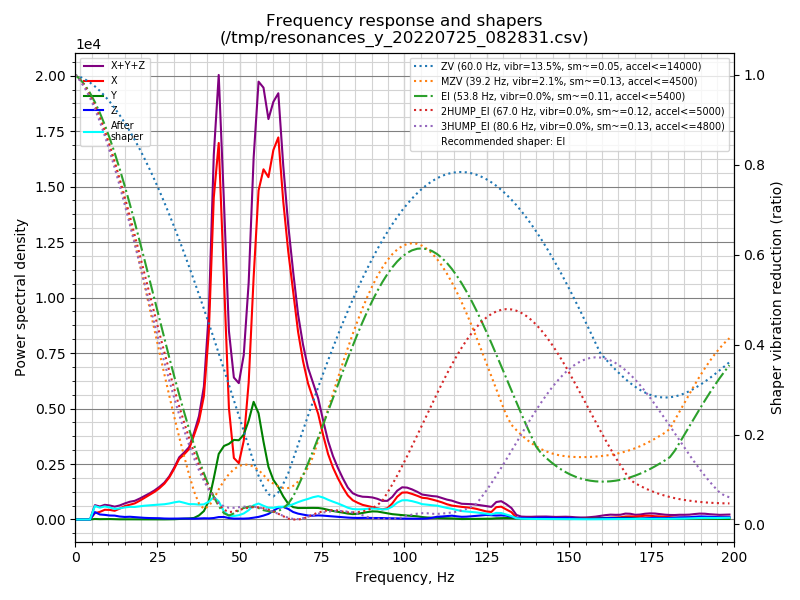 Frequency response and shapers
(/tmp/resonances_y_20220725_082831.csv)
1e4
X+Y+Z
X
Y
Z
After
shaper
ZV (60.0 Hz, vibr=13.5%, sm~=0.05, accel<=14000)
MZV (39.2 Hz, vibr=2.1%, sm~=0.13, accel<=4500)
EI (53.8 Hz, vibr=0.0%, sm~=0.11, accel<=5400)
2HUMP_EI (67.0 Hz, vibr=0.0%, sm~=0.12, accel<=5000)
3HUMP_EI (80.6 Hz, vibr=0.0%, sm~=0.13, accel<=4800)
Recommended shaper: EI
Power spectral density
2.00
1.75
1.50
1.25
1.00
0.75
0.50
0.25
0.00
1.0
0.8
0.6
0.4
0.2
0.0
Shaper vibration reduction (ratio)
0 25 50 75 100 125 150 175 200
Frequency, Hz